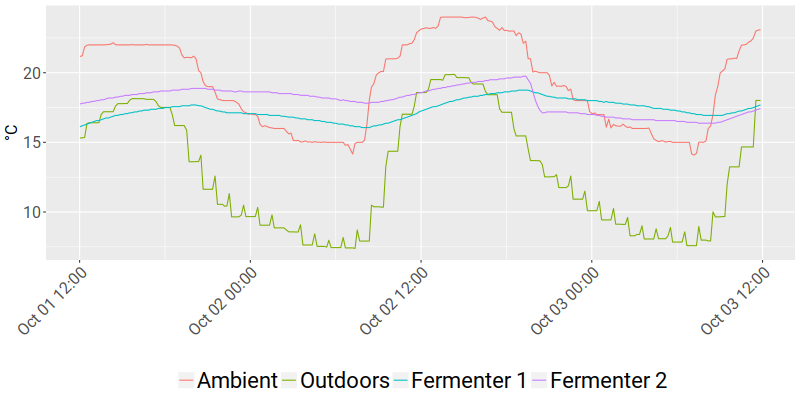 °C
20
15
10
Oct 01 12:00
Oct 02 00:00
Oct 02 12:00
Oct 03 00:00
Oct 03 12:00
Ambient Outdoors Fermenter 1 Fermenter 2